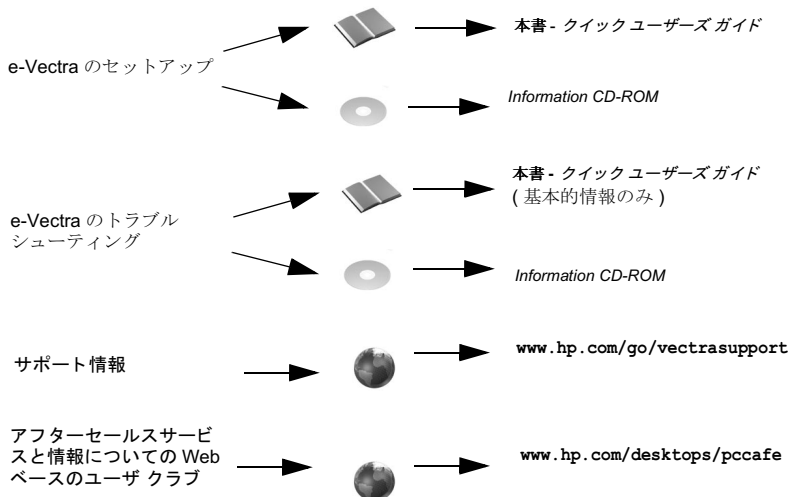 e-Vectra のセットアップ
本書 - クイック ユーザーズ ガイド
Information CD-ROM
e-Vectra のトラブル
シューティング
本書 - クイック ユーザーズ ガイド
( 基本的情報のみ )
Information CD-ROM
サポート情報
www.hp.com/go/vectrasupport
アフターセールスサービ
スと情報についての Web
ベースのユーザ クラブ
www.hp.com/desktops/pccafe